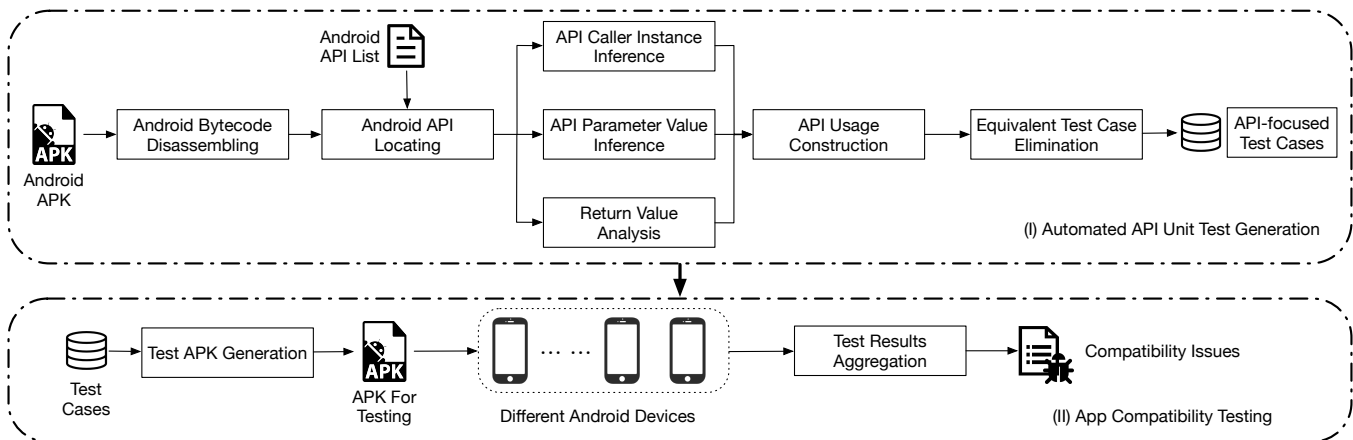 Android
API List
API Caller Instance
Inference
APK
Android
APK
Android Bytecode
Disassembling
Android API
Locating
API Parameter Value
Inference
API Usage
Construction
Equivalent Test Case
Elimination
API-focused
Test Cases
Return Value
Analysis
(I) Automated API Unit Test Generation
Test
Cases
Test APK Generation
APK
APK For
Testing
... ...
Different Android Devices
Test Results
Aggregation
Compatibility Issues
(II) App Compatibility Testing